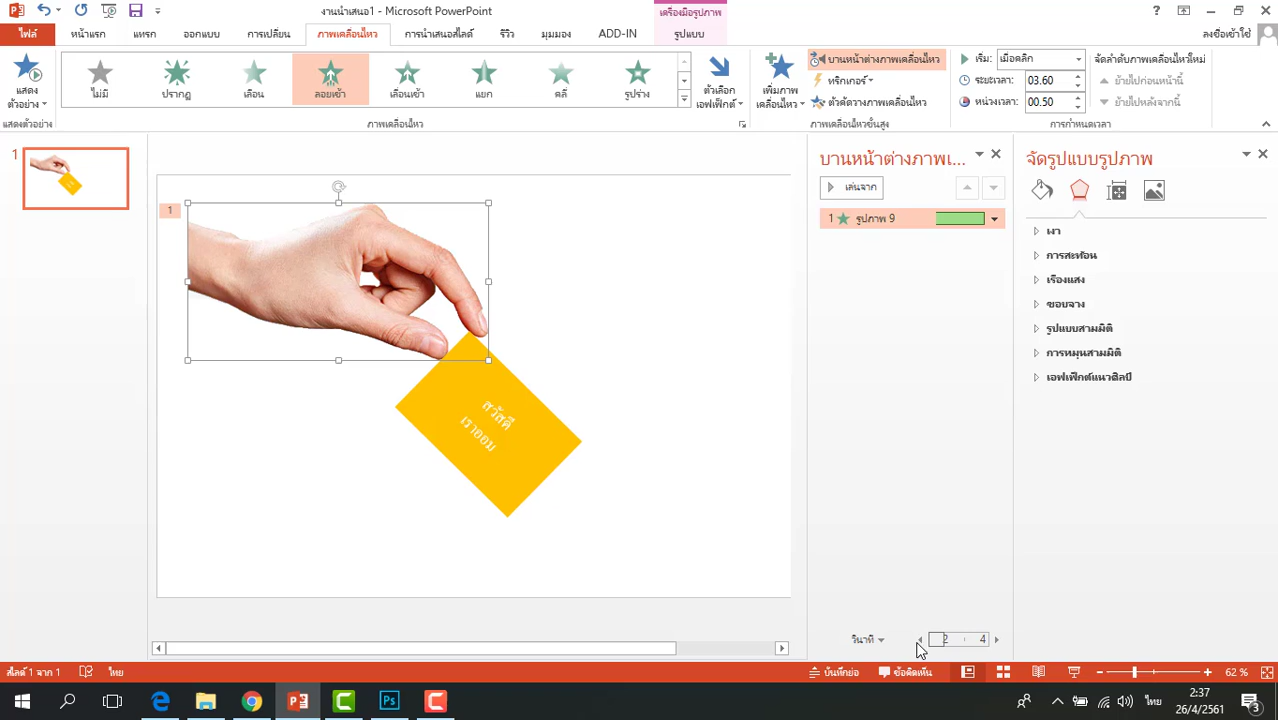 งานนำเสนอ1 - Microsoft PowerPoint
เครื่องมือรูปภาพ
ไฟล์
หน้าแรก
แทรก
ออกแบบ
การเปลี่ยน
ภาพเคลื่อนไหว
การนำเสนอสไลด์
รีวิว
มุมมอง
ADD-IN
รูปแบบ
ลงชื่อเข้าใช้
แสดง
ตัวอย่าง
ไม่มี
ปรากฏ
เลือน
ลอยเข้า
เลื่อนเข้า
แยก
คลี่
รูปร่าง
ตัวเลือก
เอฟเฟ็กต์
เพิ่มภาพ
เคลื่อนไหว
บานหน้าต่างภาพเคลื่อนไหว
ทริกเกอร์
ตัวคัดวางภาพเคลื่อนไหว
เริ่ม: เมื่อคลิก
ระยะเวลา: 03.60
หน่วงเวลา: 00.50
จัดลำดับภาพเคลื่อนไหวใหม่
ย้ายไปก่อนหน้านี้
ย้ายไปหลังจากนี้
แสดงตัวอย่าง
ภาพเคลื่อนไหว
ภาพเคลื่อนไหวขั้นสูง
การกำหนดเวลา
1
1
สวัสดี
เราออม
บานหน้าต่างภาพเ...
เล่นจาก
1 รูปภาพ 9
วินาที
2 4
จัดรูปแบบรูปภาพ
เงา
การสะท้อน
เรืองแสง
ขอบจาง
รูปแบบสามมิติ
การหมุนสามมิติ
เอฟเฟ็กต์แนวศิลป์
สไลด์ 1 จาก 1
ไทย
บันทึกย่อ
ข้อคิดเห็น
62 %
Ps
ไทย
2:37
26/4/2561
3